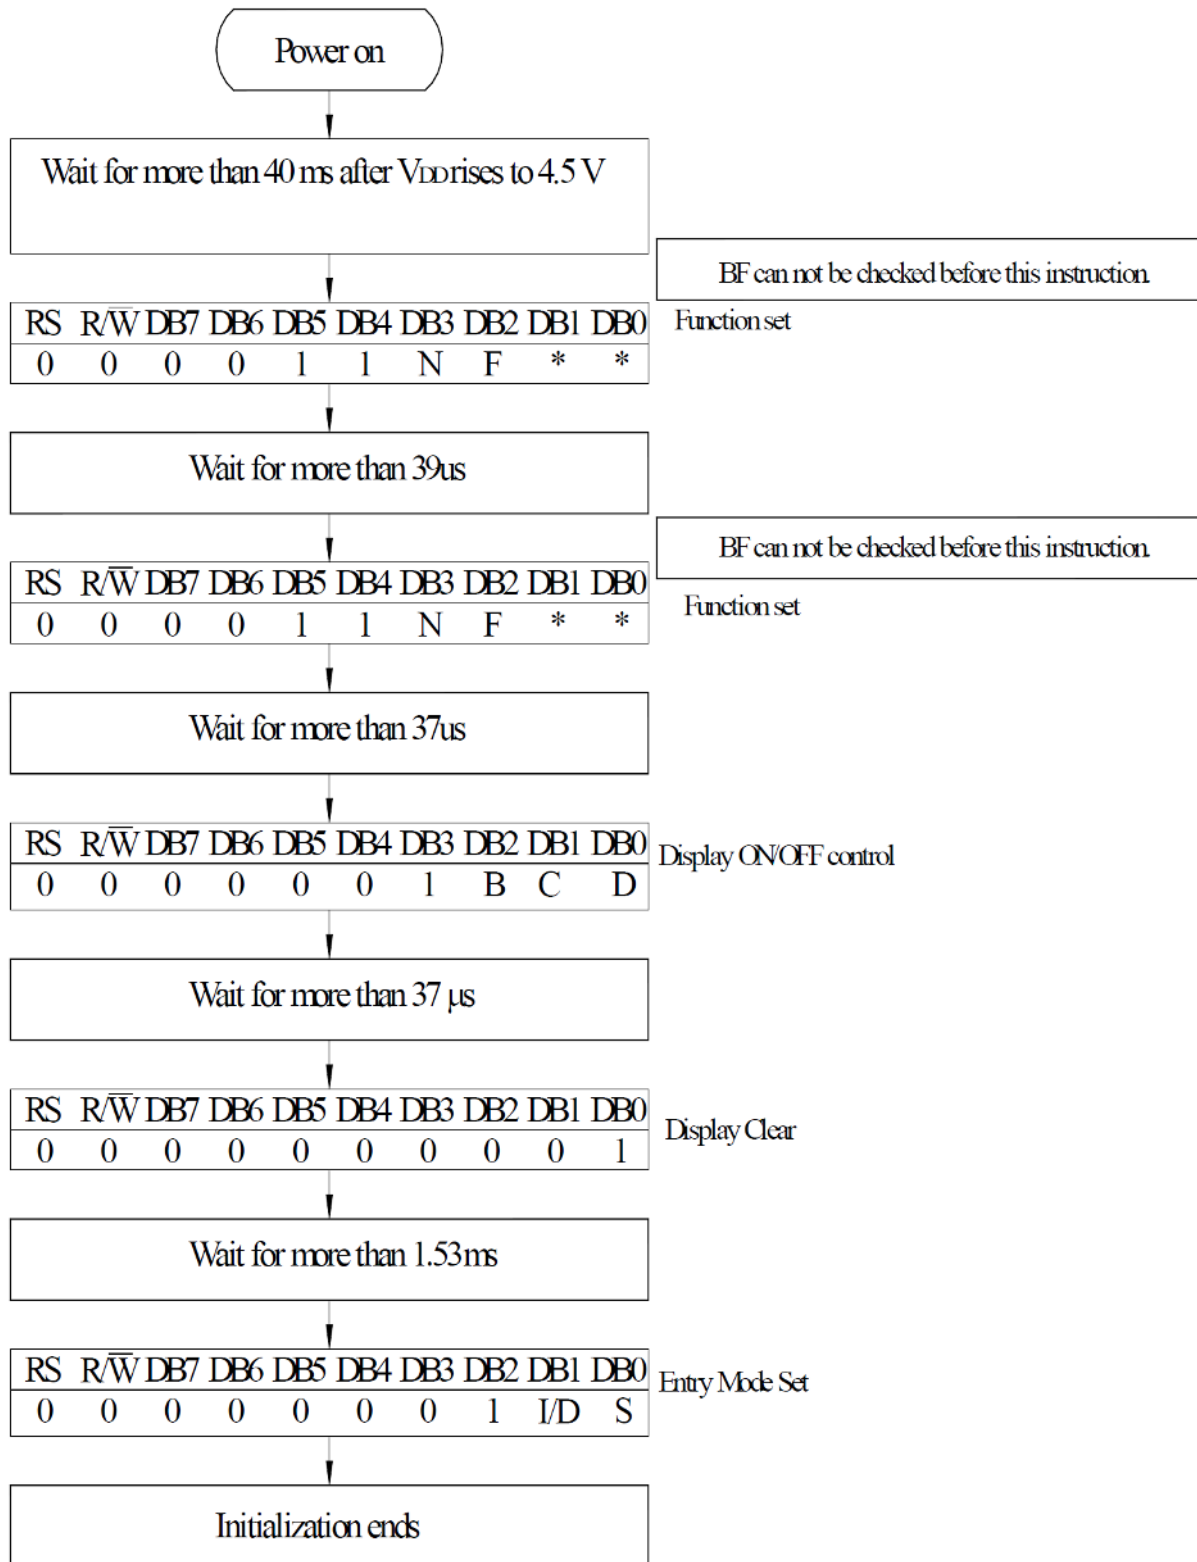 Power on
Wait for more than 40 ms after VDD rises to 4.5 V
BF can not be checked before this instruction.
RS R/W̅ DB7 DB6 DB5 DB4 DB3 DB2 DB1 DB0
Function set
0 0 0 0 1 1 N F * *
Wait for more than 39us
BF can not be checked before this instruction.
RS R/W̅ DB7 DB6 DB5 DB4 DB3 DB2 DB1 DB0
Function set
0 0 0 0 1 1 N F * *
Wait for more than 37us
RS R/W̅ DB7 DB6 DB5 DB4 DB3 DB2 DB1 DB0
Display ON/OFF control
0 0 0 0 0 0 1 B C D
Wait for more than 37 μs
RS R/W̅ DB7 DB6 DB5 DB4 DB3 DB2 DB1 DB0
Display Clear
0 0 0 0 0 0 0 0 0 1
Wait for more than 1.53ms
RS R/W̅ DB7 DB6 DB5 DB4 DB3 DB2 DB1 DB0
Entry Mode Set
0 0 0 0 0 0 0 1 I/D S
Initialization ends